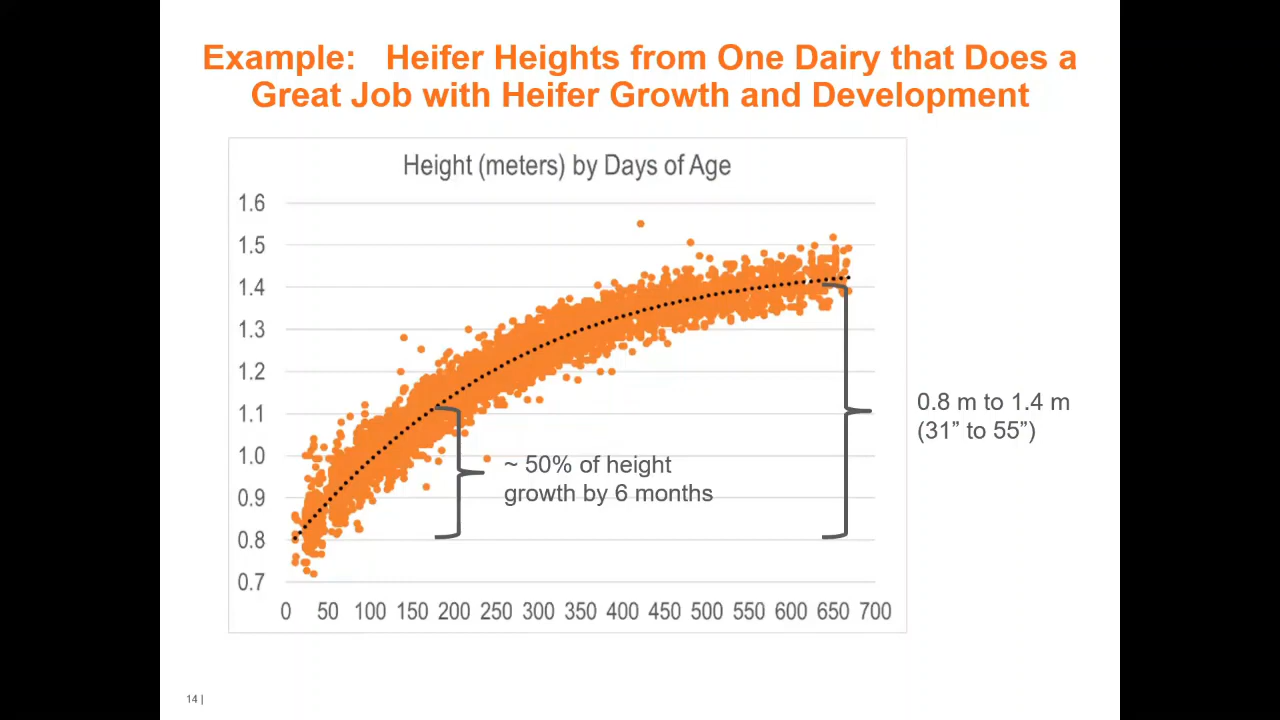 Example:   Heifer Heights from One Dairy that Does a
Great Job with Heifer Growth and Development
Height (meters) by Days of Age
1.6
1.5
1.4
1.3
1.2
1.1
1.0
0.9
0.8
0.7
0 50 100 150 200 250 300 350 400 450 500 550 600 650 700
~ 50% of height
growth by 6 months
0.8 m to 1.4 m
(31” to 55”)
14 |